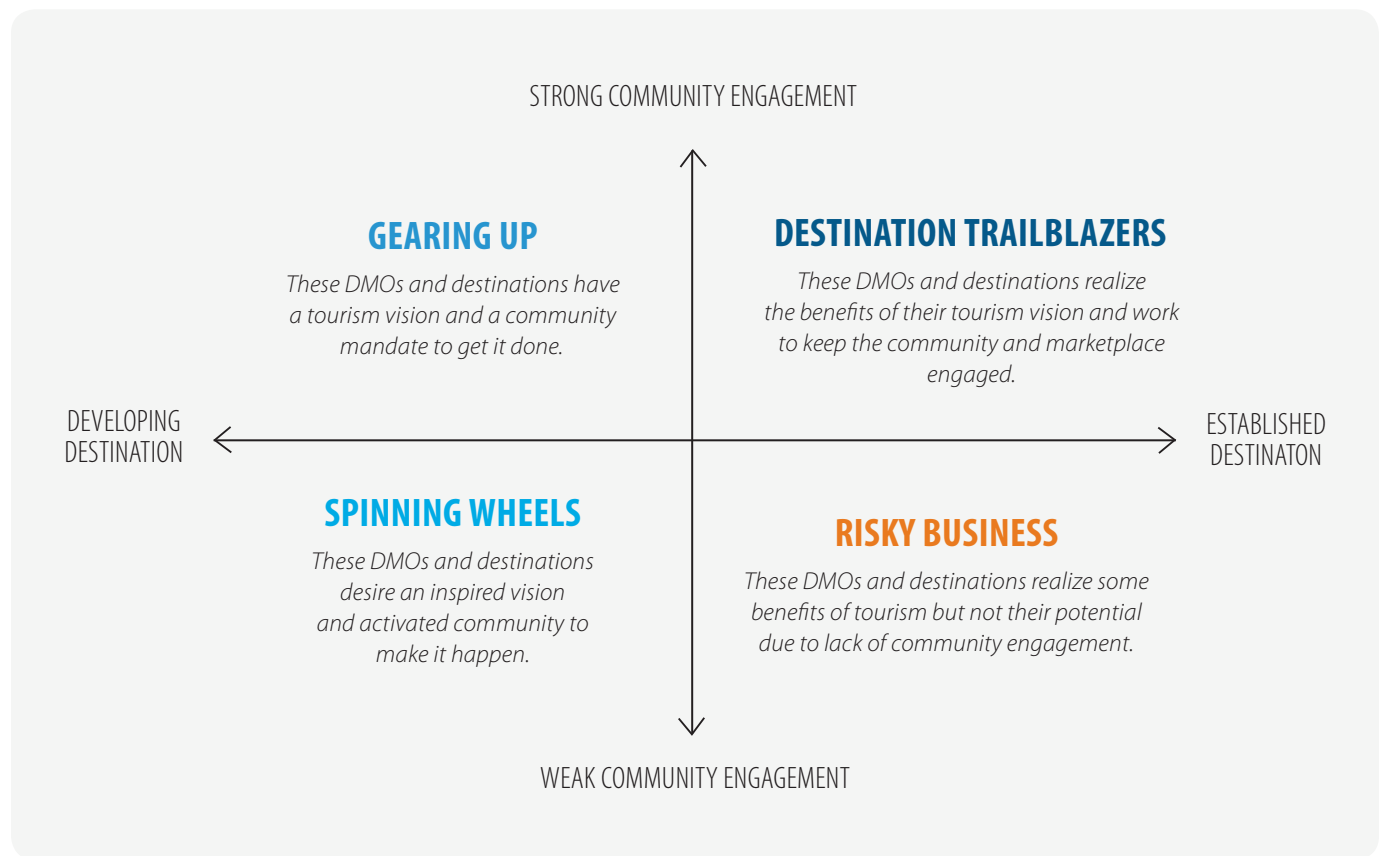 STRONG COMMUNITY ENGAGEMENT
GEARING UP
These DMOs and destinations have
a tourism vision and a community
mandate to get it done.
DESTINATION TRAILBLAZERS
These DMOs and destinations realize
the benefits of their tourism vision and work
to keep the community and marketplace
engaged.
DEVELOPING
DESTINATION
ESTABLISHED
DESTINATON
SPINNING WHEELS
These DMOs and destinations
desire an inspired vision
and activated community to
make it happen.
RISKY BUSINESS
These DMOs and destinations realize some
benefits of tourism but not their potential
due to lack of community engagement.
WEAK COMMUNITY ENGAGEMENT